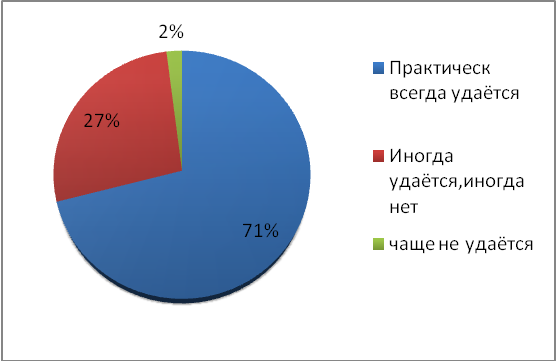 2%
27%
71%
Практическ
всегда удаётся
Иногда
удаётся,иногда
нет
чаще не удаётся